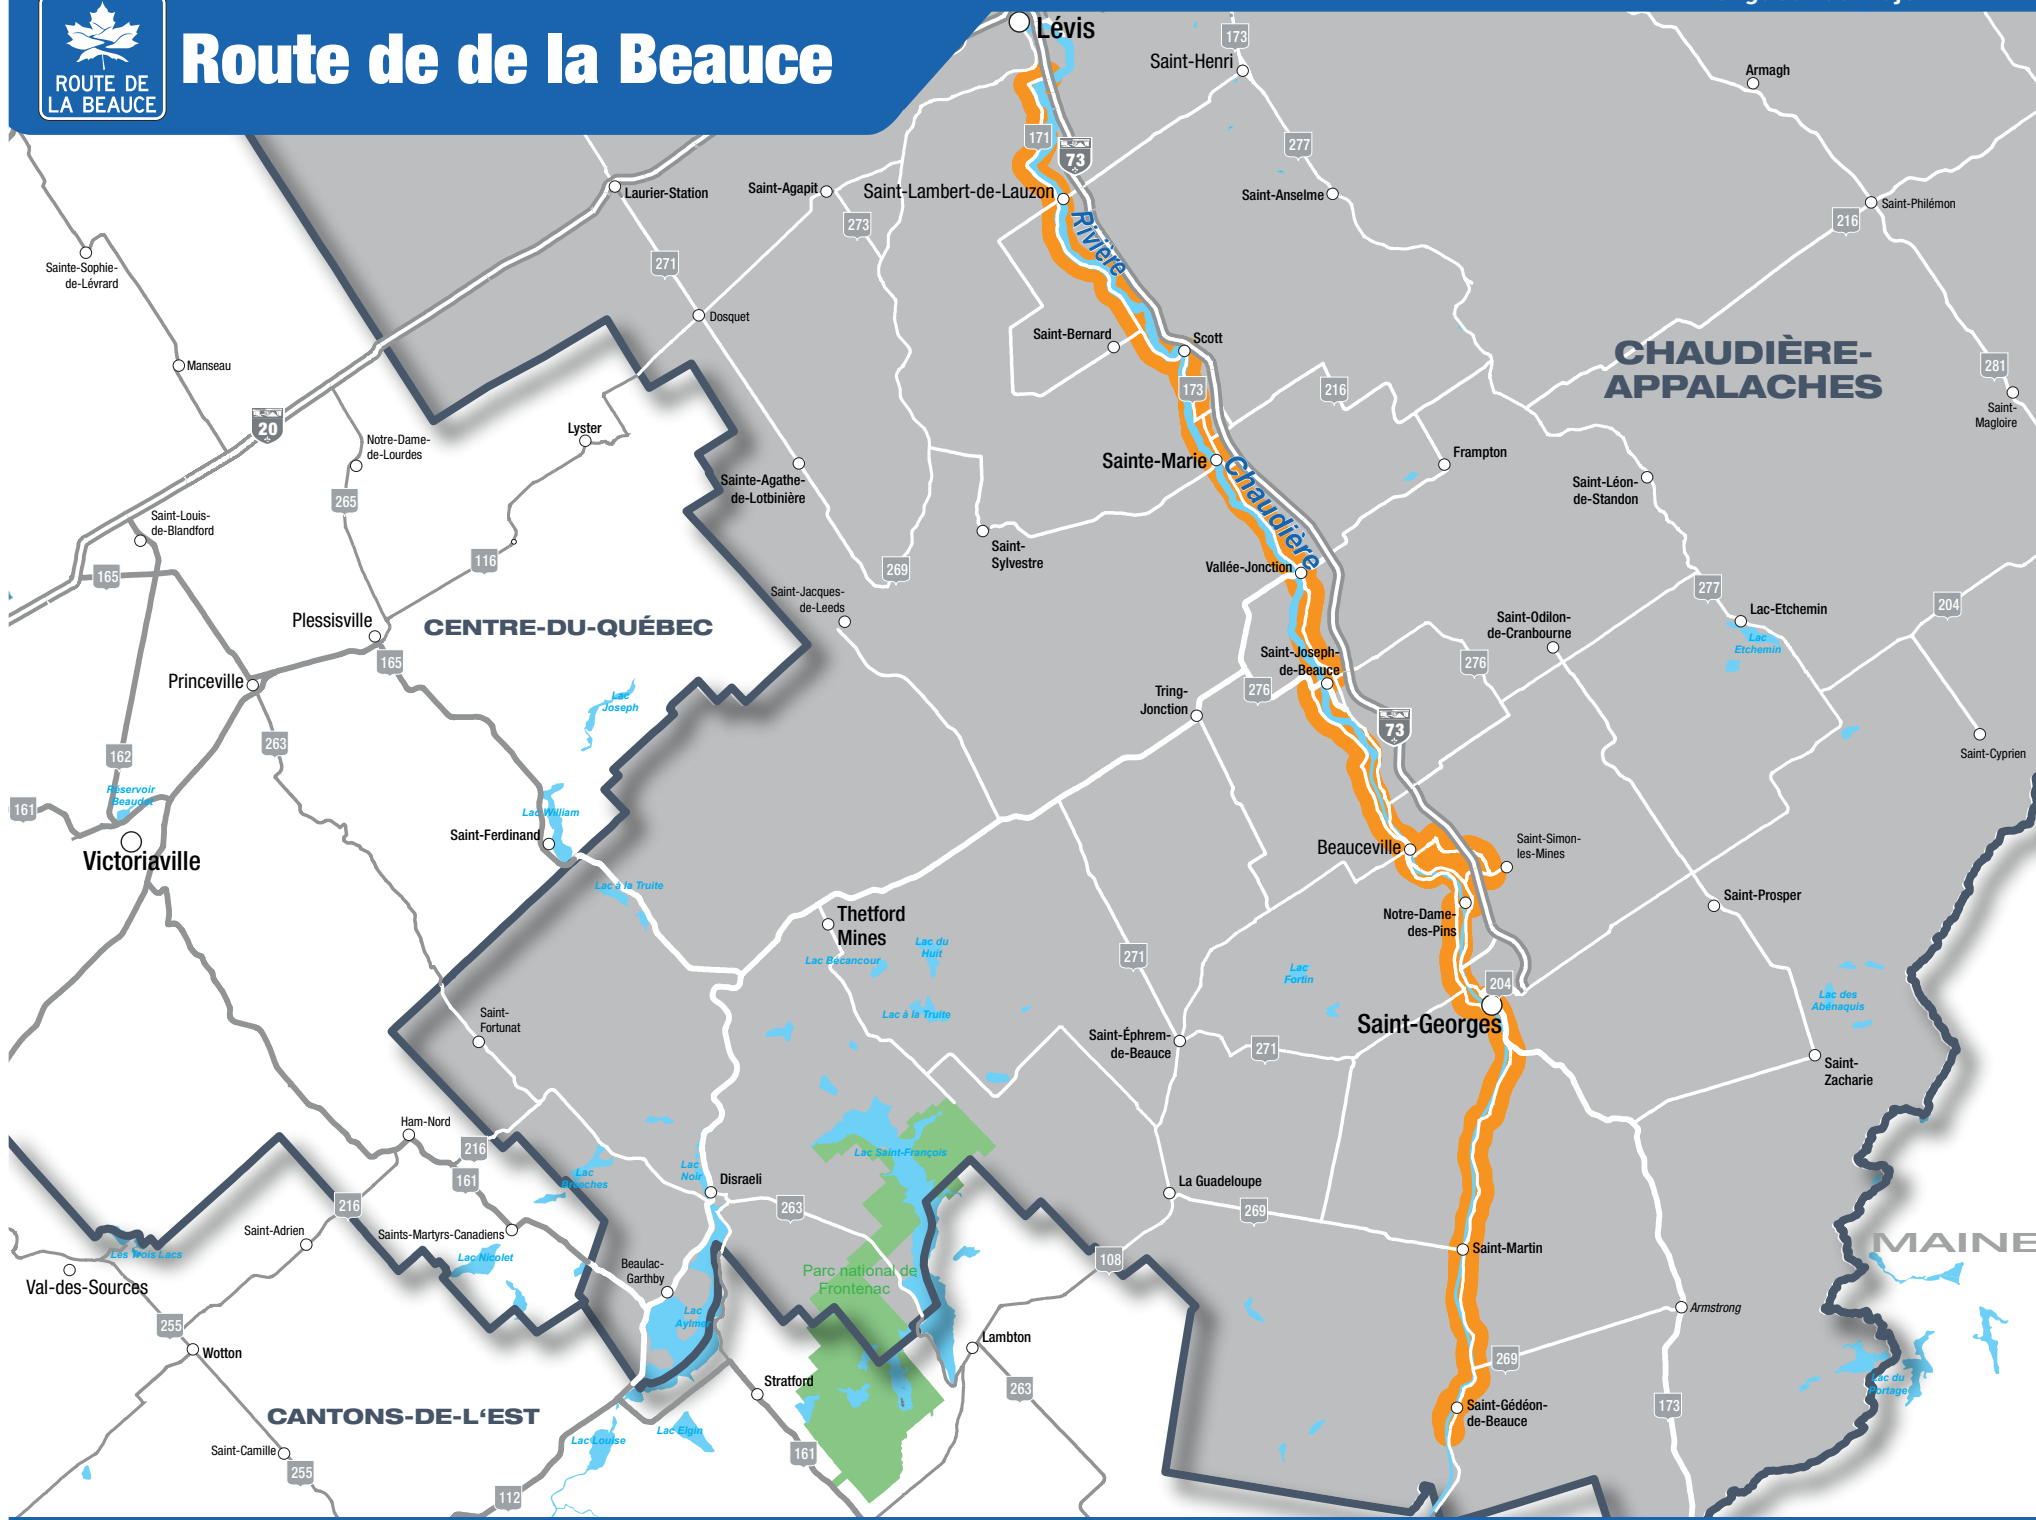 ROUTE DE
LA BEAUCE
Route de de la Beauce
Lévis
173
Saint-Henri
Armagh
171
73
277
Laurier-Station
Saint-Agapit
Saint-Lambert-de-Lauzon
Saint-Anselme
Saint-Philémon
216
273
Rivière
271
Sainte-Sophie-
de-Lévrard
Dosquet
Saint-Bernard
Scott
CHAUDIÈRE-
APPALACHES
Manseau
281
173
216
Saint-
Magloire
20
Lyster
Notre-Dame-
de-Lourdes
Sainte-Marie
Chaudière
Frampton
Sainte-Agathe-
de-Lotbinière
Saint-Léon-
de-Standon
265
Saint-Louis-
de-Blandford
116
Saint-
Sylvestre
269
Vallée-Jonction
165
277
Saint-Jacques-
de-Leeds
204
Lac-Etchemin
Plessisville
CENTRE-DU-QUÉBEC
Saint-Odilon-
de-Cranbourne
Lac
Etchemin
165
Saint-Joseph-
de-Beauce
276
Princeville
276
Lac
Joseph
Tring-
Jonction
263
73
162
Saint-Cyprien
Réservoir
Beaudet
161
Lac William
Saint-Ferdinand
Victoriaville
Beauceville
Saint-Simon-
les-Mines
Lac à la Truite
Saint-Prosper
Thetford
Mines
Notre-Dame-
des-Pins
Lac Bécancour
Lac du
Huit
271
Lac
Fortin
204
Lac des
Abénaquis
Lac à la Truite
Saint-
Fortunat
Saint-Georges
Saint-Éphrem-
de-Beauce
271
Saint-
Zacharie
Ham-Nord
216
Lac Saint-François
161
Lac
Breeches
Lac
Noir
Disraeli
La Guadeloupe
216
263
269
Saint-Adrien
Saints-Martyrs-Canadiens
Les Trois Lacs
Lac Nicolet
MAINE
Saint-Martin
108
Val-des-Sources
Beaulac-
Garthby
Parc national de
Frontenac
Lac
Aylmer
Armstrong
255
Lambton
Wotton
269
Stratford
263
Lac du
Portage
173
Saint-Gédéon-
de-Beauce
CANTONS-DE-L'EST
Lac Elgin
Lac Louise
Saint-Camille
161
255
112